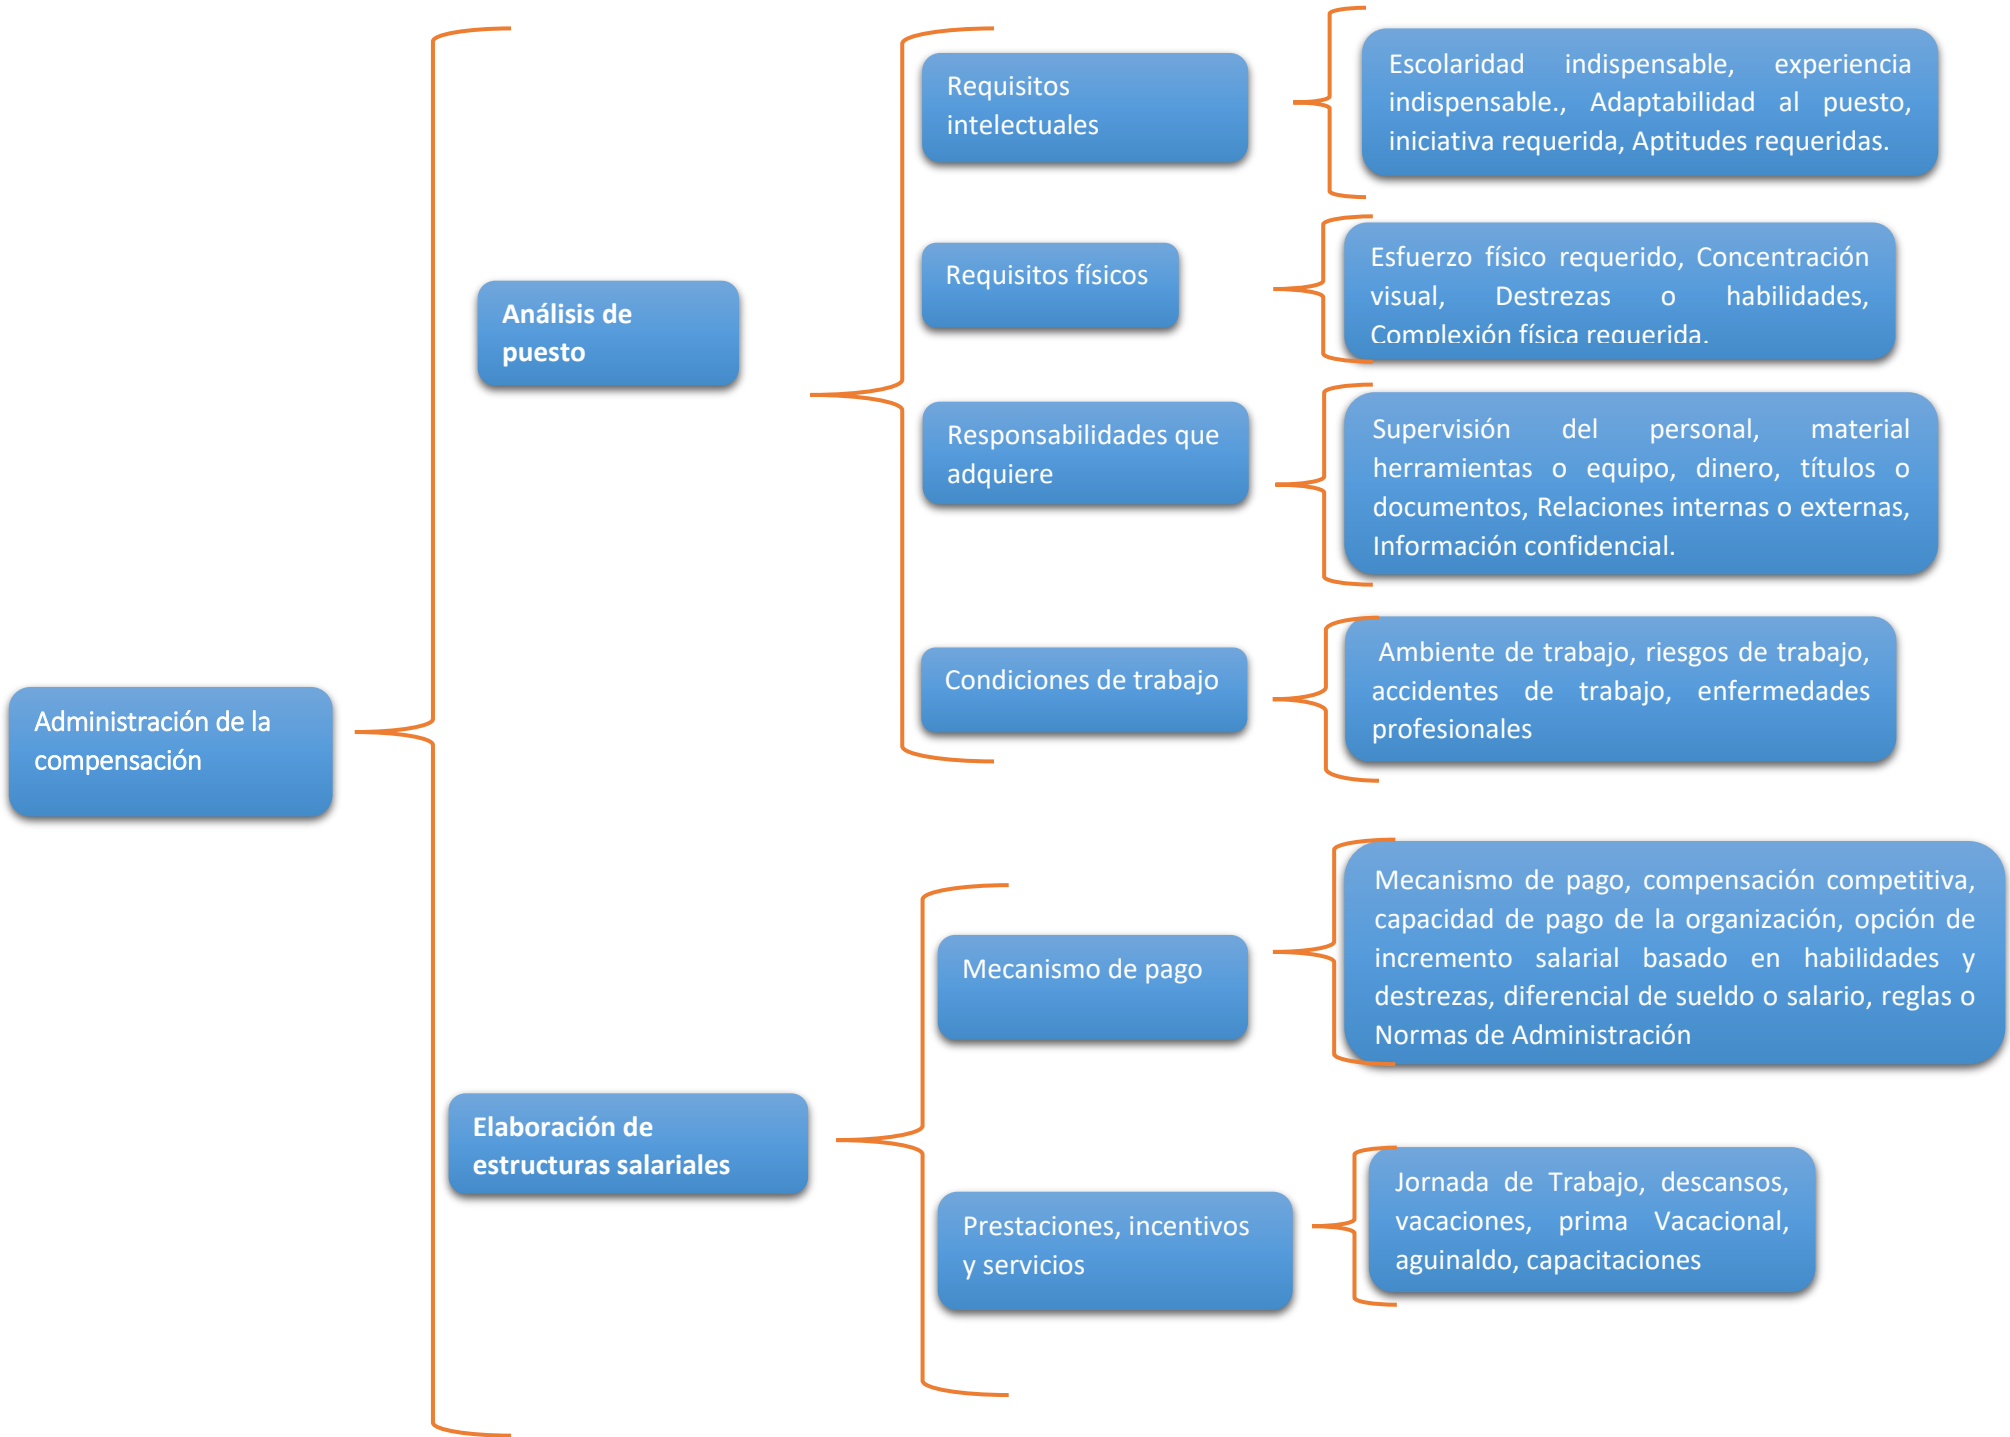 Administración de la
compensación
Análisis de
puesto
Requisitos
intelectuales
Escolaridad indispensable, experiencia
indispensable., Adaptabilidad al puesto,
iniciativa requerida, Aptitudes requeridas.
Requisitos físicos
Esfuerzo físico requerido, Concentración
visual, Destrezas o habilidades,
Complexión física requerida.
Responsabilidades que
adquiere
Supervisión del personal, material
herramientas o equipo, dinero, títulos o
documentos, Relaciones internas o externas,
Información confidencial.
Condiciones de trabajo
Ambiente de trabajo, riesgos de trabajo,
accidentes de trabajo, enfermedades
profesionales
Elaboración de
estructuras salariales
Mecanismo de pago
Mecanismo de pago, compensación competitiva,
capacidad de pago de la organización, opción de
incremento salarial basado en habilidades y
destrezas, diferencial de sueldo o salario, reglas o
Normas de Administración
Prestaciones, incentivos
y servicios
Jornada de Trabajo, descansos,
vacaciones, prima Vacacional,
aguinaldo, capacitaciones